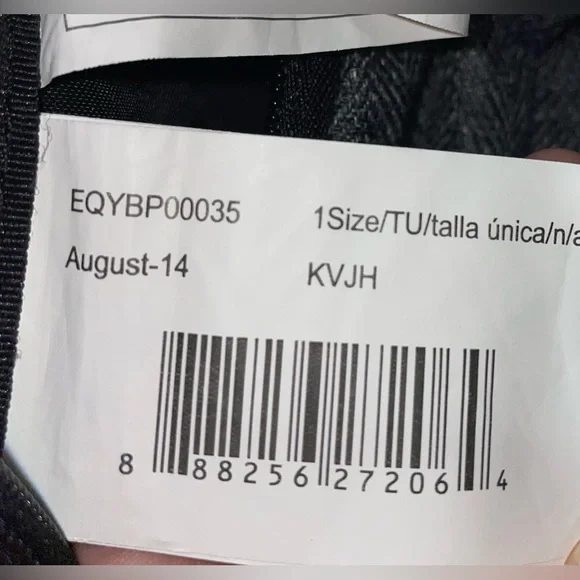 EQYBP00035 1Size/TU/talla única/n/a
August-14 KVJH
8 88256 27206 4